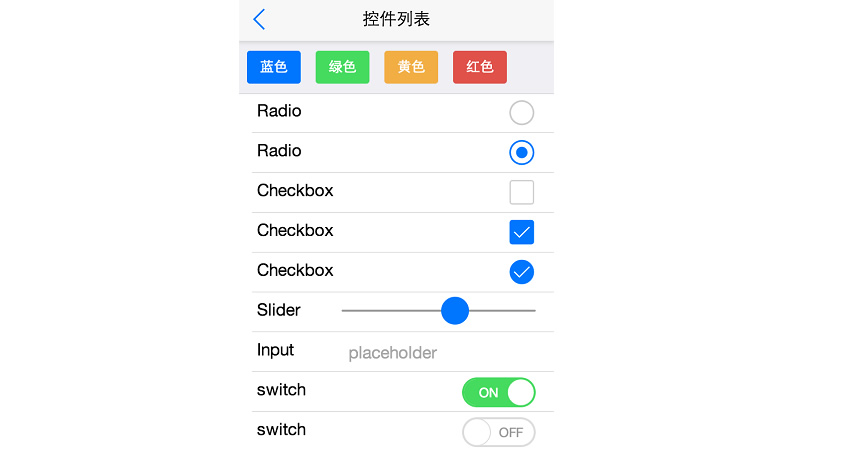 控件列表
蓝色 绿色 黄色 红色
Radio
Radio
Checkbox
Checkbox
Checkbox
Slider
Input placeholder
switch ON
switch OFF